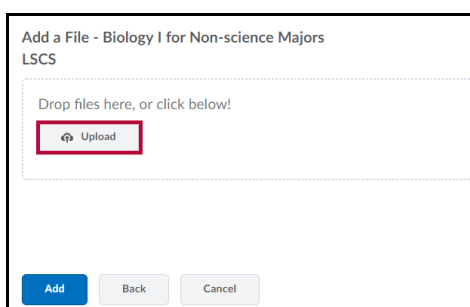 Add a File - Biology I for Non-science Majors
LSCS
Drop files here, or click below!
Upload
Add Back Cancel